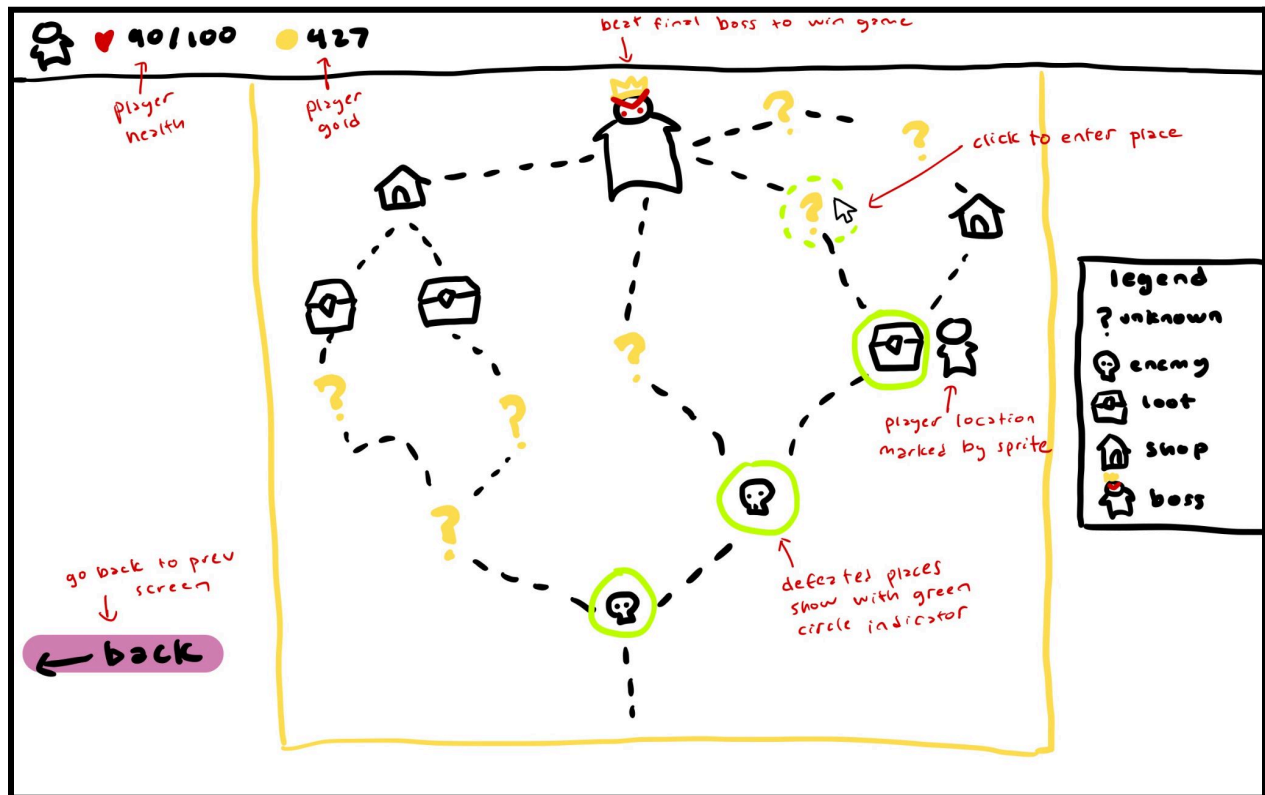 90/100
427
beat final boss to win game
player
health
player
gold
click to enter place
?
?
?
?
?
?
?
legend
? unknown
enemy
loot
shop
boss
player location
marked by sprite
defeated places
show with green
circle indicator
go back to prev
screen
← back